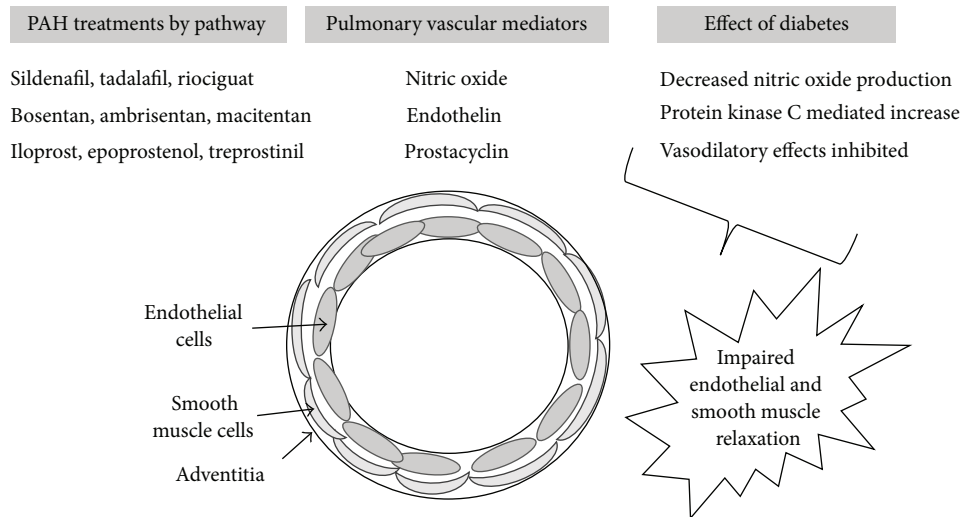 PAH treatments by pathway
Pulmonary vascular mediators
Effect of diabetes
Sildenafil, tadalafil, riociguat
Nitric oxide
Decreased nitric oxide production
Bosentan, ambrisentan, macitentan
Endothelin
Protein kinase C mediated increase
Iloprost, epoprostenol, treprostinil
Prostacyclin
Vasodilatory effects inhibited
Endothelial
cells
Smooth
muscle cells
Adventitia
Impaired
endothelial and
smooth muscle
relaxation